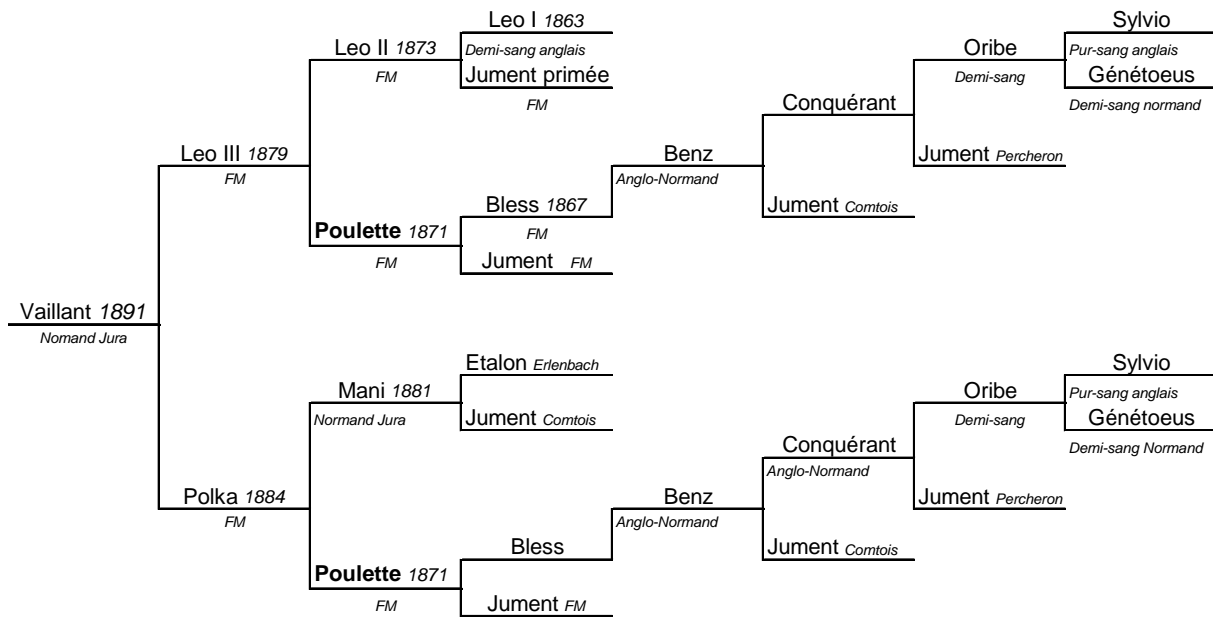 Leo I 1863
Sylvio
Leo II 1873
Demi-sang anglais
Oribe
Pur-sang anglais
FM
Jument primée
Demi-sang
Génétoeus
FM
Conquérant
Demi-sang normand
Leo III 1879
Benz
Jument Percheron
FM
Anglo-Normand
Bless 1867
Jument Comtois
Poulette 1871
FM
FM
Jument FM
Vaillant 1891
Nomand Jura
Etalon Erlenbach
Sylvio
Mani 1881
Oribe
Pur-sang anglais
Normand Jura
Jument Comtois
Demi-sang
Génétoeus
Conquérant
Demi-sang Normand
Anglo-Normand
Polka 1884
Benz
Jument Percheron
FM
Anglo-Normand
Bless
Jument Comtois
Poulette 1871
FM
Jument FM